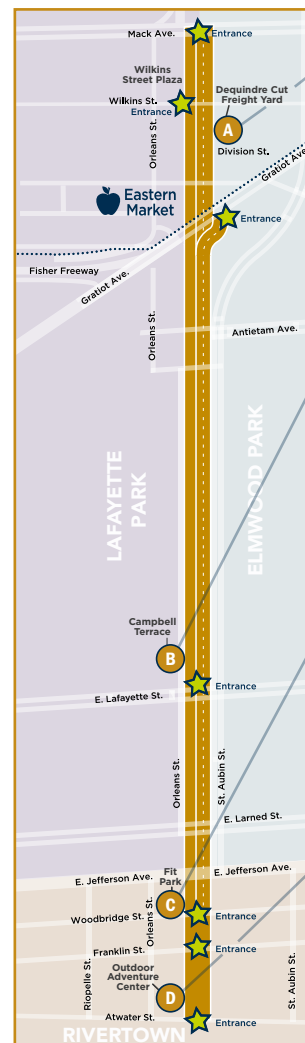 Mack Ave.
Entrance
Wilkins
Street Plaza
Dequindre Cut
Freight Yard
Wilkins St.
Entrance
A
Orleans St.
Division St.
Gratiot Ave.
Eastern
Market
Entrance
Fisher Freeway
Gratiot Ave.
Orleans St.
Antietam Ave.
LAFAYETTE
PARK
ELMWOOD PARK
Campbell
Terrace
B
E. Lafayette St.
Entrance
Orleans St.
St. Aubin St.
E. Larned St.
E. Jefferson Ave.
Fit
Park
E. Jefferson Ave.
C
Woodbridge St.
Entrance
Orleans St.
Franklin St.
Entrance
Riopelle St.
Outdoor
Adventure
Center
D
St. Aubin St.
Atwater St.
Entrance
RIVERTOWN